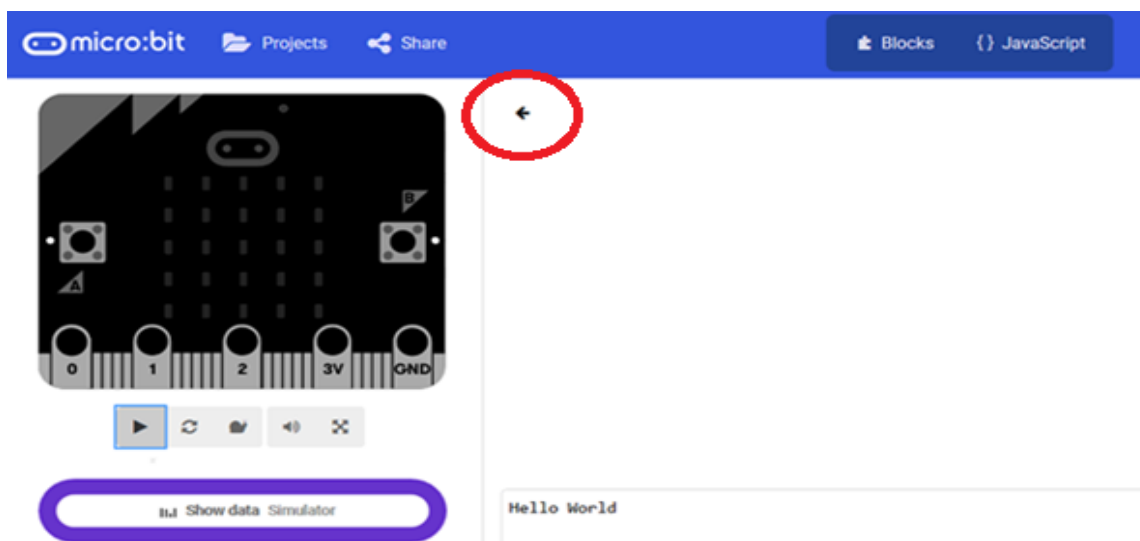 micro:bit Projects Share Blocks {} JavaScript
B
A
0 1 2 3V GND
Show data Simulator
Hello World